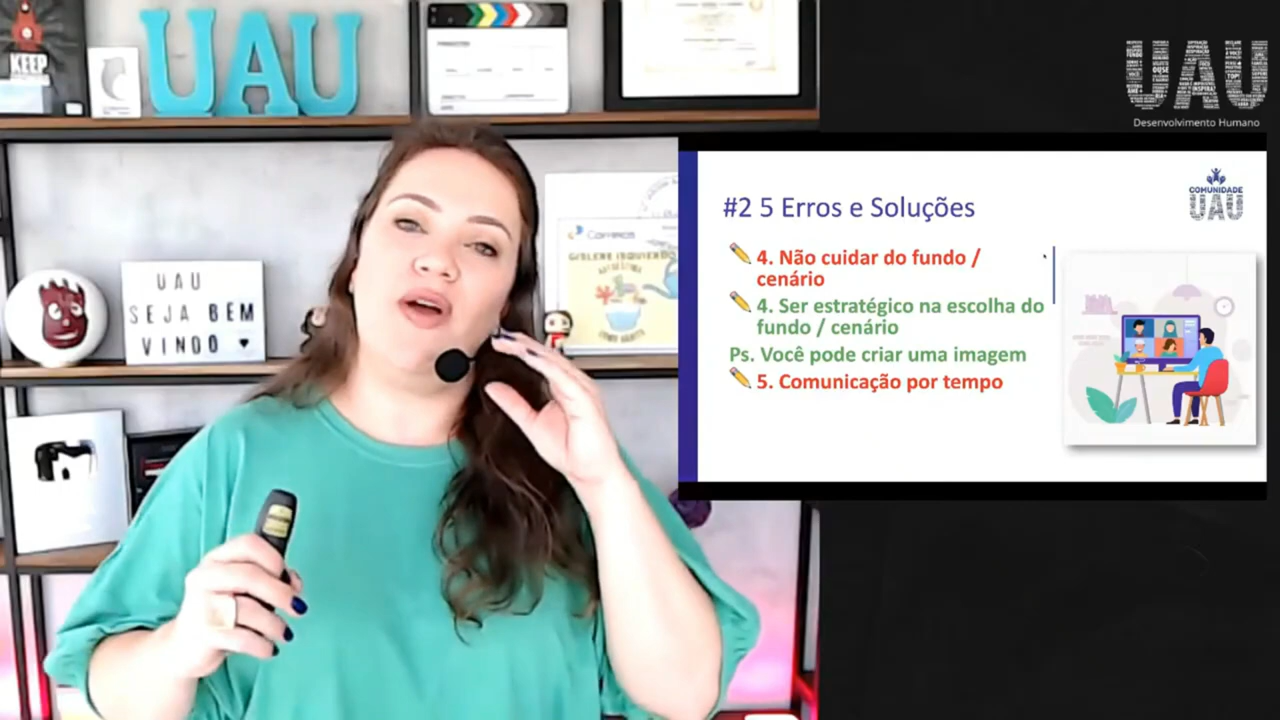 KEEP
UAU
UAU
SEJA BEM
VINDO ♥
Correios
GISLENE ISQUIERDO
UAU
Desenvolvimento Humano
COMUNIDADE
UAU
#2 5 Erros e Soluções
4. Não cuidar do fundo /
cenário
4. Ser estratégico na escolha do
fundo / cenário
Ps. Você pode criar uma imagem
5. Comunicação por tempo